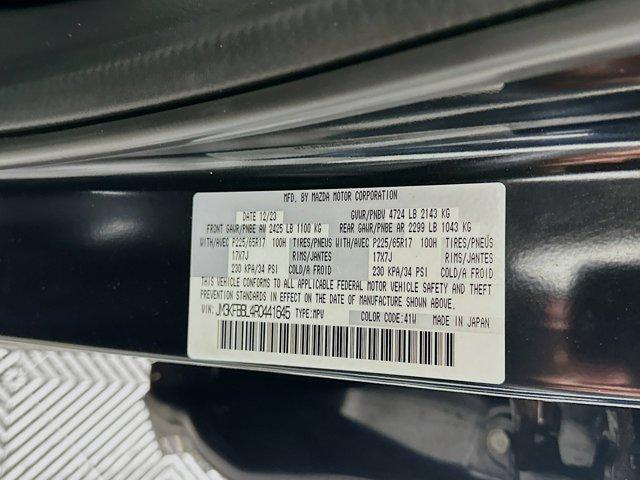 MFD. BY MAZDA MOTOR CORPORATION
DATE 12/23 GVWR/PNBV 4724 LB 2143 KG
FRONT GAWR/PNBE AV 2425 LB 1100 KG REAR GAWR/PNBE AR 2299 LB 1043 KG
WITH/AVEC P225/65R17 100H TIRES/PNEUS WITH/AVEC P225/65R17 100H TIRES/PNEUS
17X7J RIMS/JANTES 17X7J RIMS/JANTES
230 KPA/34 PSI COLD/A FROID 230 KPA/34 PSI COLD/A FROID
THIS VEHICLE CONFORMS TO ALL APPLICABLE FEDERAL MOTOR VEHICLE SAFETY AND THEFT
PREVENTION STANDARDS IN EFFECT ON THE DATE OF MANUFACTURE SHOWN ABOVE.
VIN: JM3KFBBL4R0441645 TYPE: MPV COLOR CODE: 41W MADE IN JAPAN